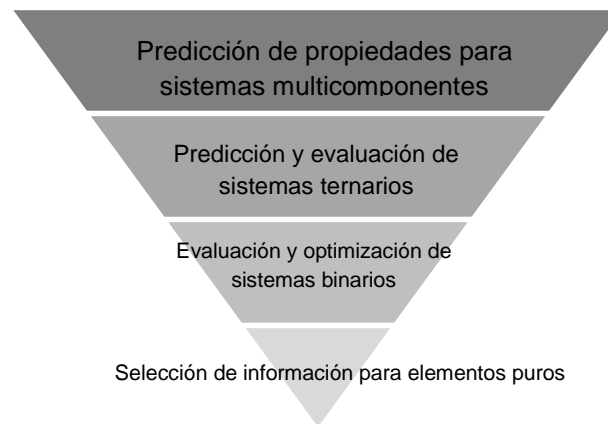 Predicción de propiedades para
sistemas multicomponentes
Predicción y evaluación de
sistemas ternarios
Evaluación y optimización de
sistemas binarios
Selección de información para elementos puros